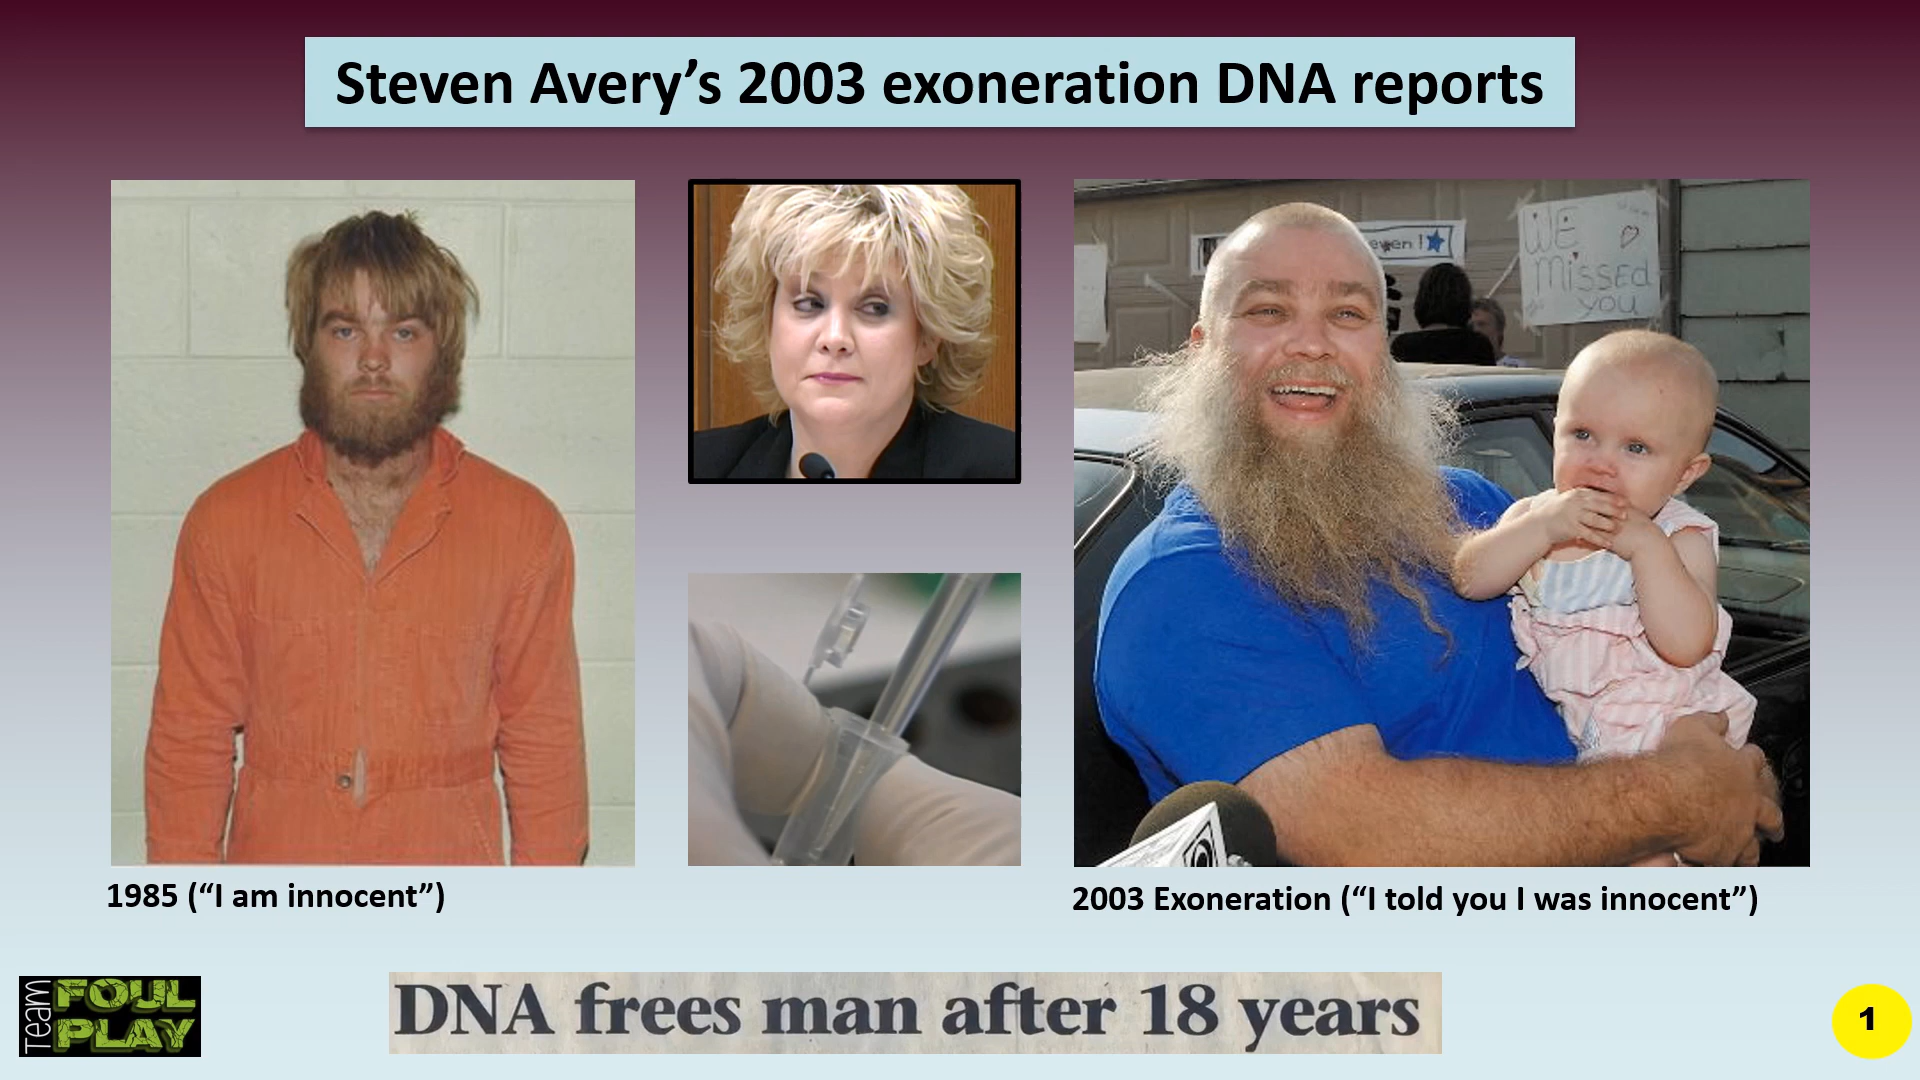 Steven Avery’s 2003 exoneration DNA reports
even !
WE
Missed
you
1985 (“I am innocent”)
2003 Exoneration (“I told you I was innocent”)
Team
FOUL
PLAY
DNA frees man after 18 years
1